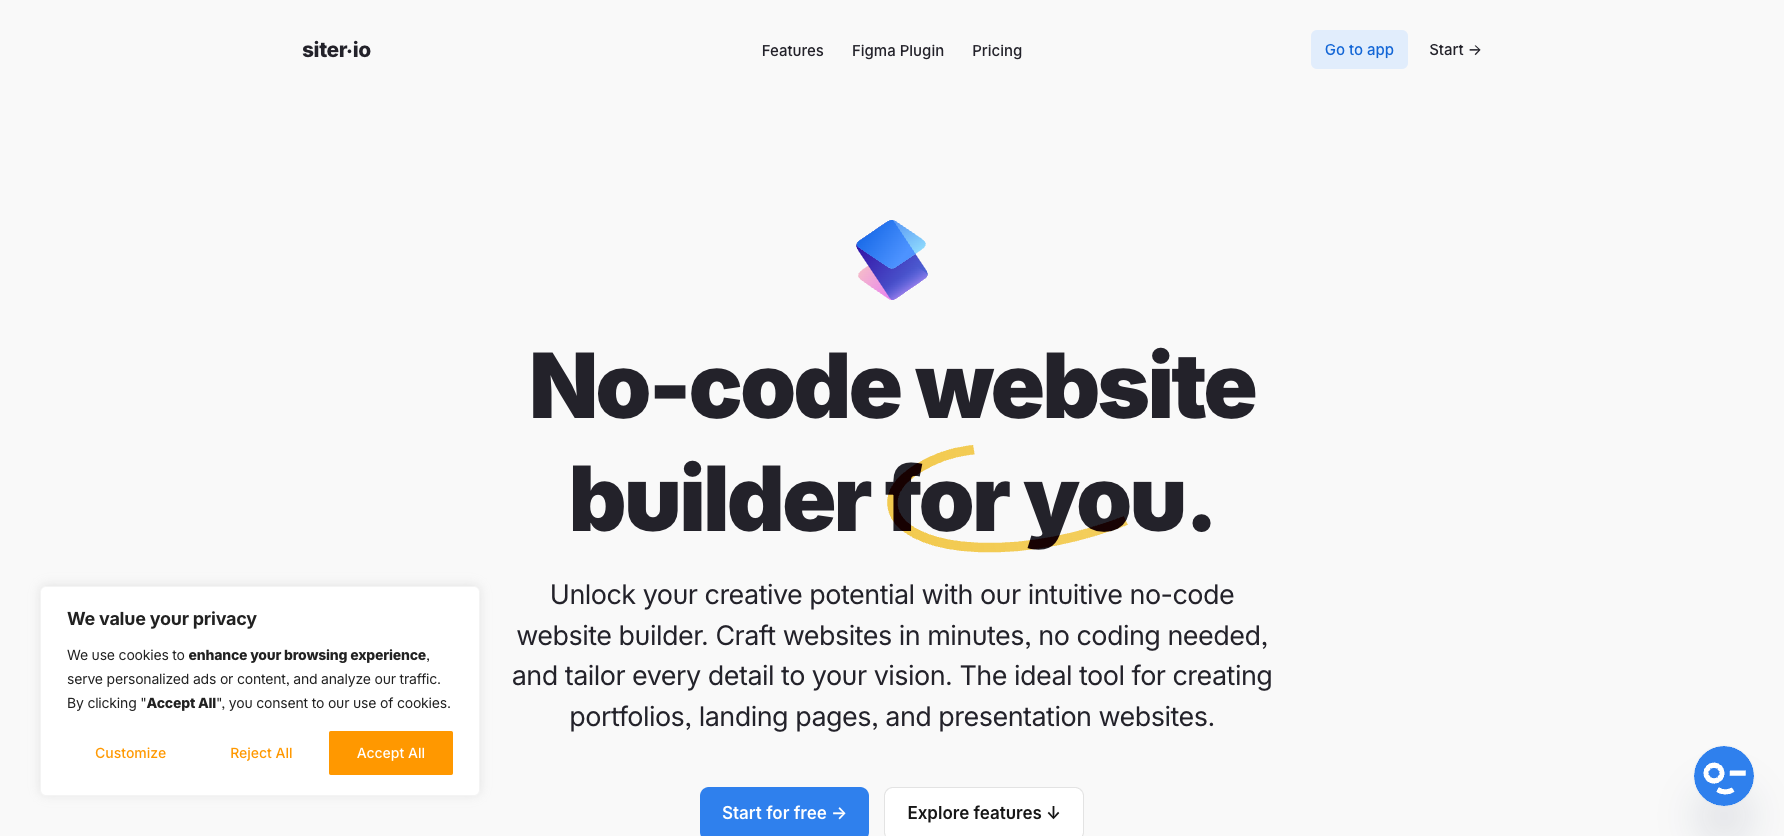 siter·io
Features
Figma Plugin
Pricing
Go to app
Start →
No-code website
builder for you.
Unlock your creative potential with our intuitive no-code
website builder. Craft websites in minutes, no coding needed,
and tailor every detail to your vision. The ideal tool for creating
portfolios, landing pages, and presentation websites.
Start for free →
Explore features ↓
We value your privacy
We use cookies to enhance your browsing experience,
serve personalized ads or content, and analyze our traffic.
By clicking "Accept All", you consent to our use of cookies.
Customize
Reject All
Accept All